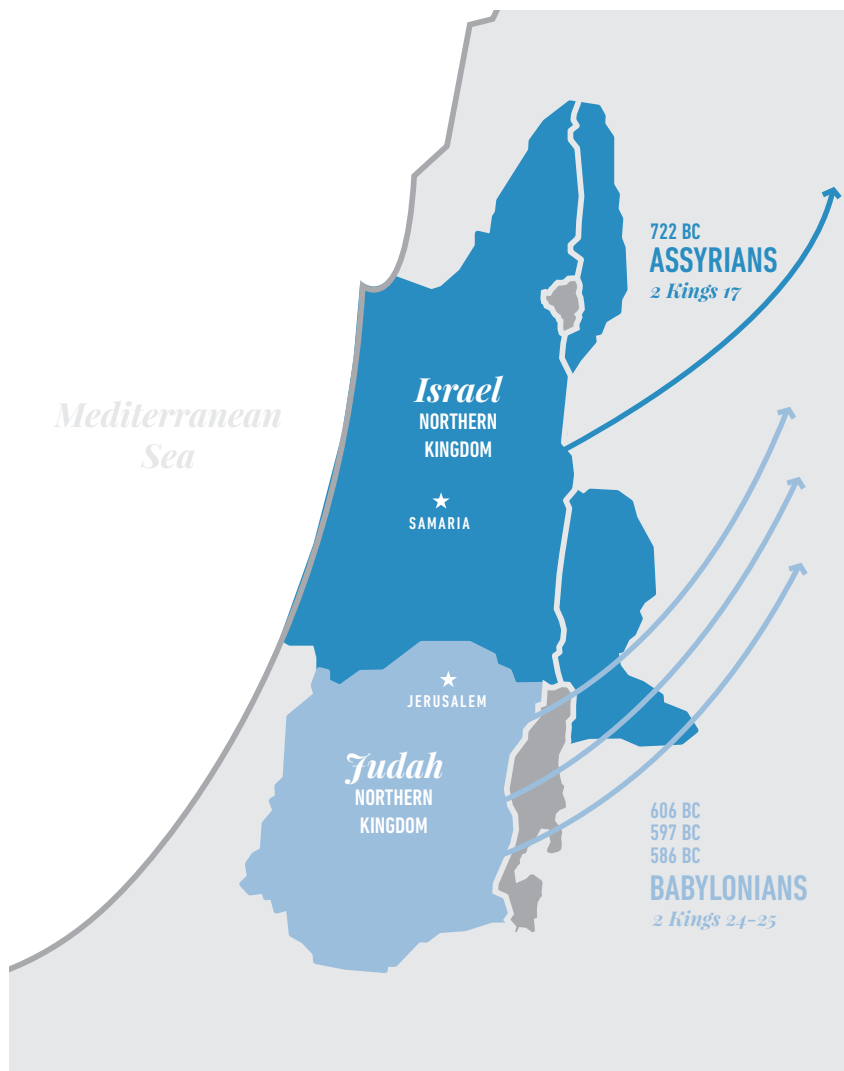 722 BC
ASSYRIANS
2 Kings 17
Mediterranean
Sea
Israel
NORTHERN
KINGDOM
SAMARIA
JERUSALEM
Judah
NORTHERN
KINGDOM
606 BC
597 BC
586 BC
BABYLONIANS
2 Kings 24-25